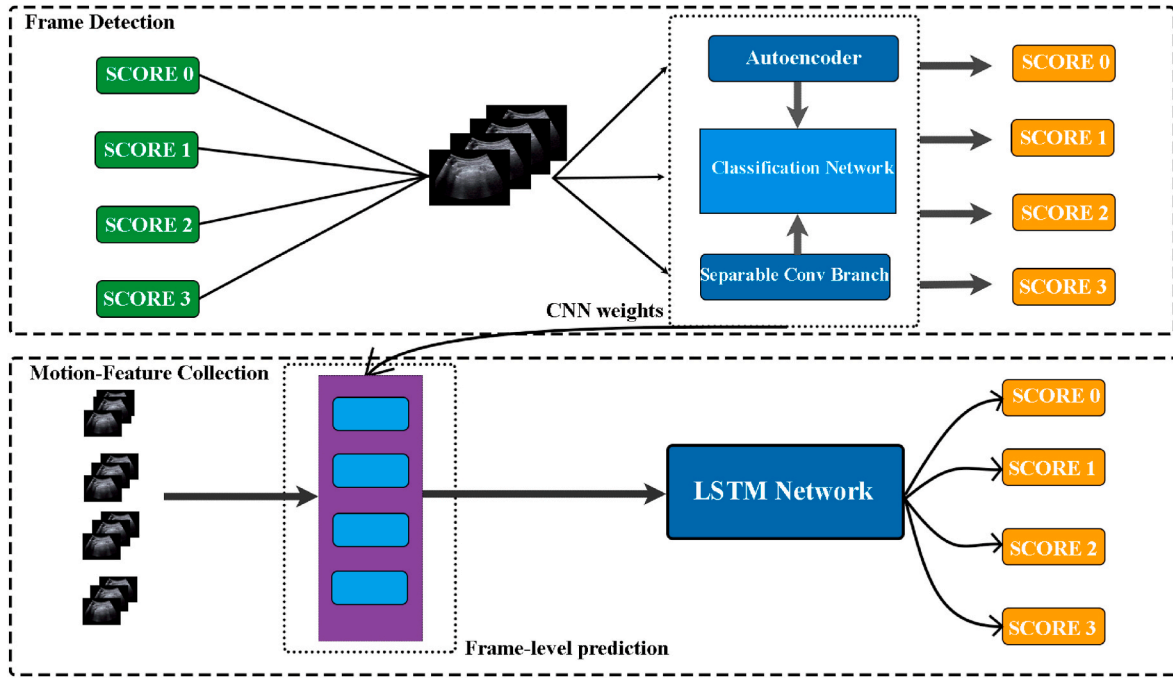 Frame Detection
SCORE 0
SCORE 1
SCORE 2
SCORE 3
Autoencoder
Classification Network
Separable Conv Branch
SCORE 0
SCORE 1
SCORE 2
SCORE 3
CNN weights
Motion-Feature Collection
LSTM Network
SCORE 0
SCORE 1
SCORE 2
SCORE 3
Frame-level prediction